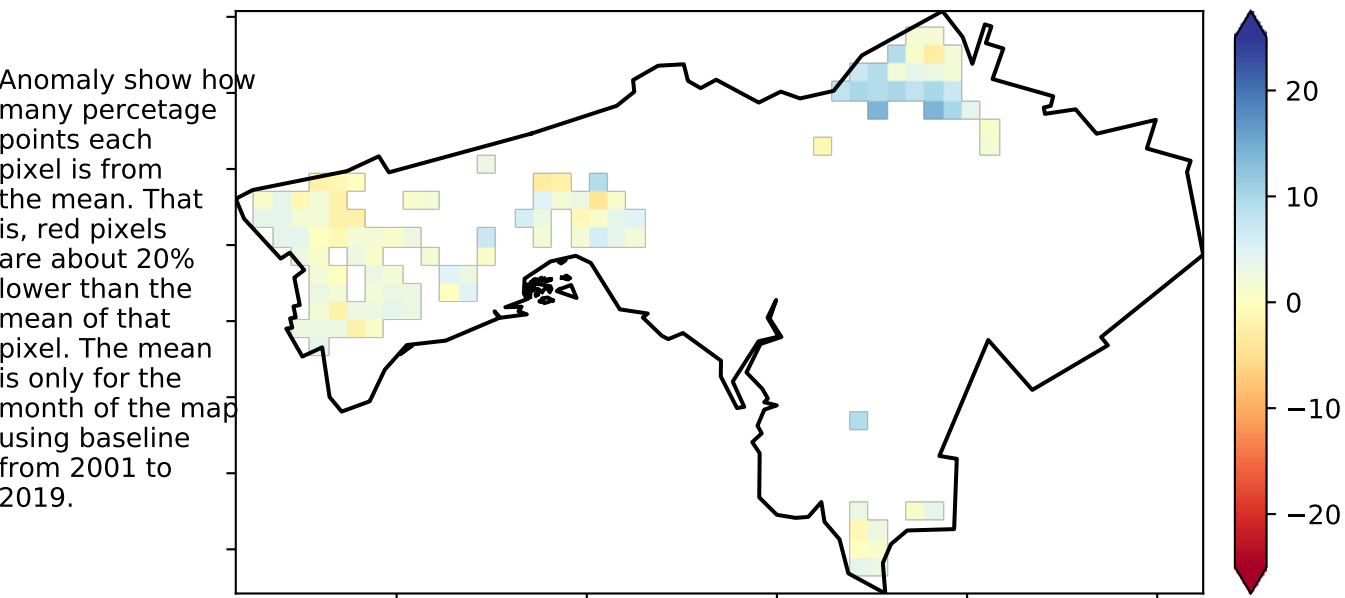 Anomaly show how
many percetage
points each
pixel is from
the mean. That
is, red pixels
are about 20%
lower than the
mean of that
pixel. The mean
is only for the
month of the map
using baseline
from 2001 to
2019.
20
10
0
−10
−20